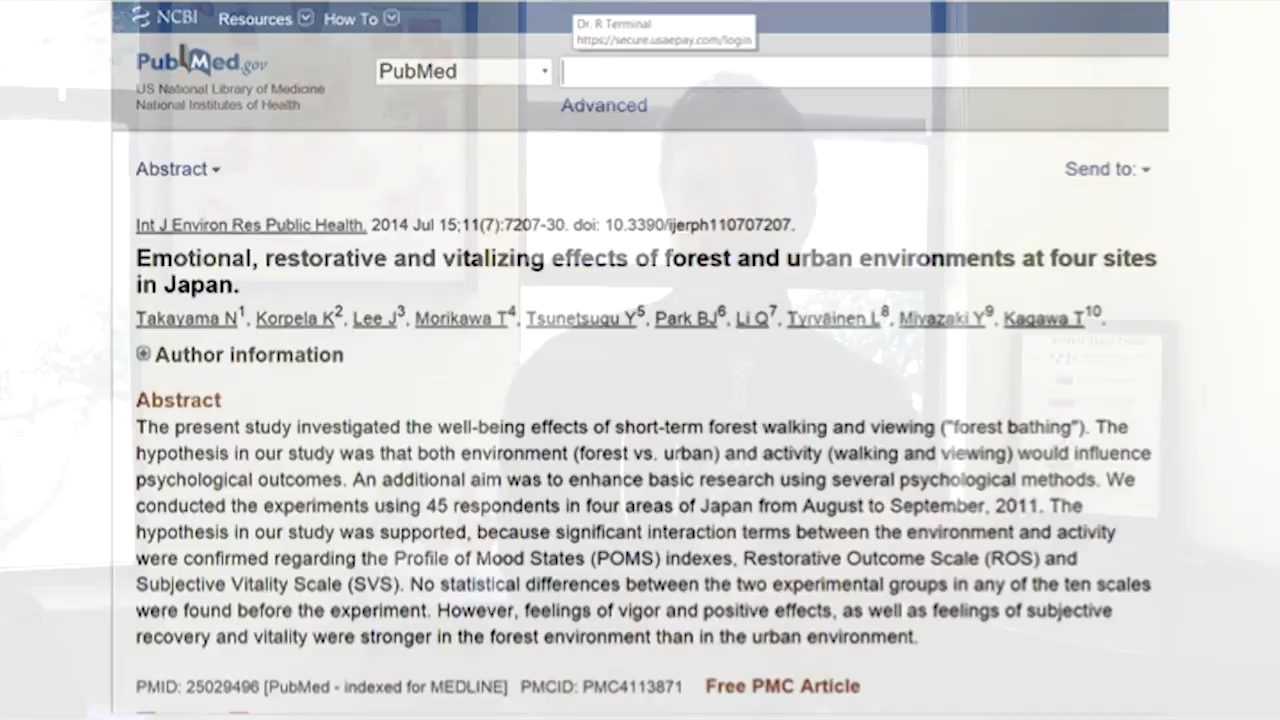 NCBI Resources How To
Dr. R Terminal
https://secure.usaepay.com/login
PubMed.gov
US National Library of Medicine
National Institutes of Health
PubMed
Advanced
Abstract
Send to:
Int J Environ Res Public Health. 2014 Jul 15;11(7):7207-30. doi: 10.3390/ijerph110707207.
Emotional, restorative and vitalizing effects of forest and urban environments at four sites
in Japan.
Takayama N1, Korpela K2, Lee J3, Morikawa T4, Tsunetsugu Y5, Park BJ6, Li Q7, Tyrväinen L8, Miyazaki Y9, Kagawa T10.
Author information
Abstract
The present study investigated the well-being effects of short-term forest walking and viewing ("forest bathing"). The
hypothesis in our study was that both environment (forest vs. urban) and activity (walking and viewing) would influence
psychological outcomes. An additional aim was to enhance basic research using several psychological methods. We
conducted the experiments using 45 respondents in four areas of Japan from August to September, 2011. The
hypothesis in our study was supported, because significant interaction terms between the environment and activity
were confirmed regarding the Profile of Mood States (POMS) indexes, Restorative Outcome Scale (ROS) and
Subjective Vitality Scale (SVS). No statistical differences between the two experimental groups in any of the ten scales
were found before the experiment. However, feelings of vigor and positive effects, as well as feelings of subjective
recovery and vitality were stronger in the forest environment than in the urban environment.
PMID: 25029496 [PubMed - indexed for MEDLINE] PMCID: PMC4113871 Free PMC Article